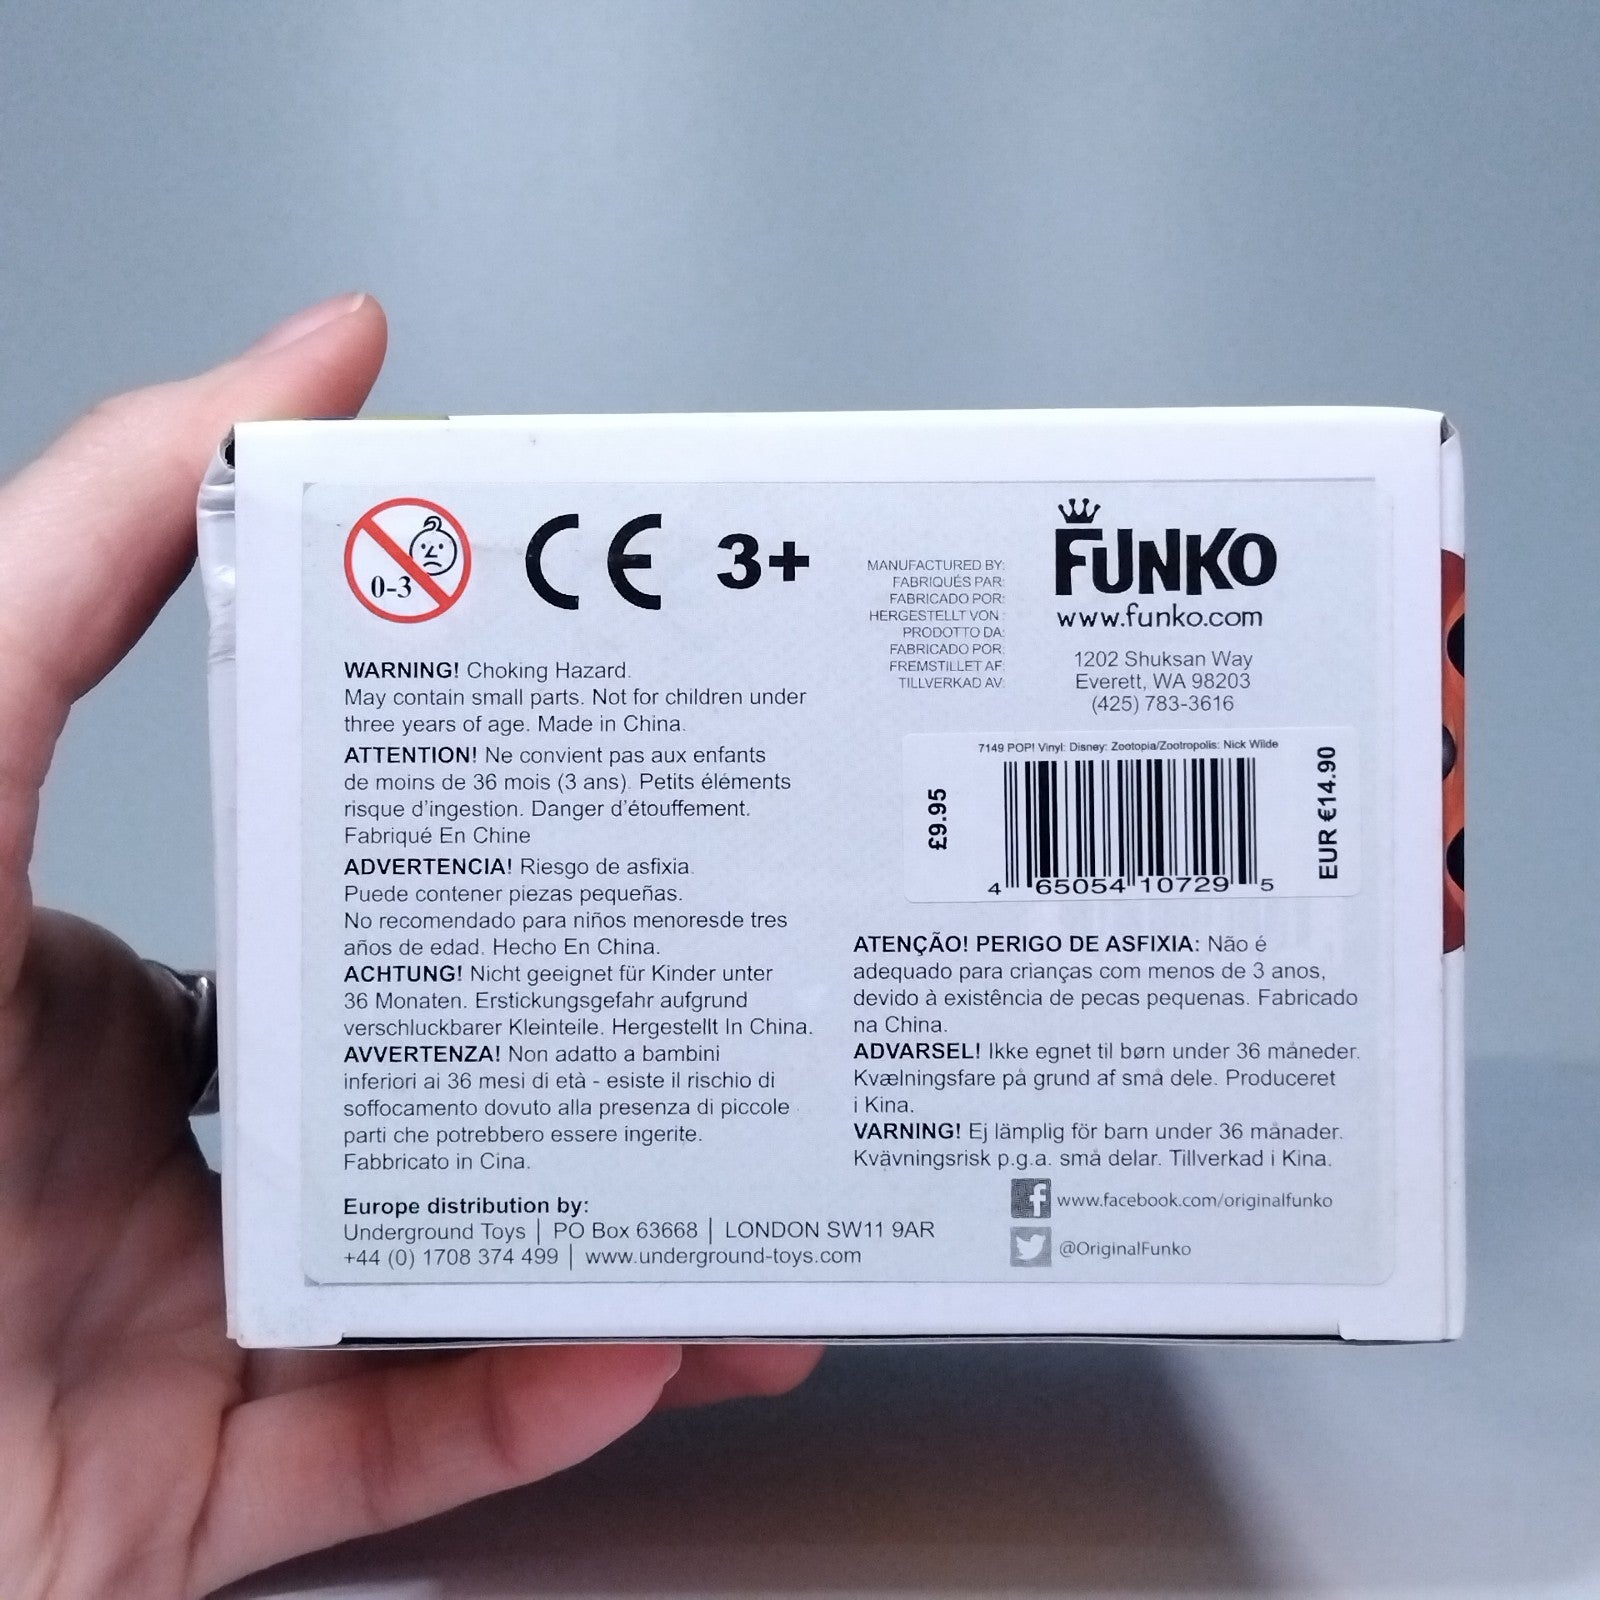 0-3
CE 3+
WARNING! Choking Hazard.
May contain small parts. Not for children under
three years of age. Made in China.
ATTENTION! Ne convient pas aux enfants
de moins de 36 mois (3 ans). Petits éléments
risque d'ingestion. Danger d'étouffement.
Fabriqué En Chine
ADVERTENCIA! Riesgo de asfixia.
Puede contener piezas pequeñas.
No recomendado para niños menoresde tres
años de edad. Hecho En China.
ACHTUNG! Nicht geeignet für Kinder unter
36 Monaten. Erstickungsgefahr aufgrund
verschluckbarer Kleinteile. Hergestellt In China.
AVVERTENZA! Non adatto a bambini
inferiori ai 36 mesi di età - esiste il rischio di
soffocamento dovuto alla presenza di piccole
parti che potrebbero essere ingerite.
Fabbricato in Cina.
Europe distribution by:
Underground Toys | PO Box 63668 | LONDON SW11 9AR
+44 (0) 1708 374 499 | www.underground-toys.com
MANUFACTURED BY:
FABRIQUÉS PAR:
FABRICADO POR:
HERGESTELLT VON :
PRODOTTO DA:
FABRICADO POR:
FREMSTILLET AF:
TILLVERKAD AV:
FUNKO
www.funko.com
1202 Shuksan Way
Everett, WA 98203
(425) 783-3616
7149 POP! Vinyl: Disney: Zootopia/Zootropolis: Nick Wilde
£9.95
4 65054 10729 5
EUR €14.90
ATENÇÃO! PERIGO DE ASFIXIA: Não é
adequado para crianças com menos de 3 anos,
devido à existência de pecas pequenas. Fabricado
na China.
ADVARSEL! Ikke egnet til børn under 36 måneder.
Kvælningsfare på grund af små dele. Produceret
i Kina.
VARNING! Ej lämplig för barn under 36 månader.
Kvävningsrisk p.g.a. små delar. Tillverkad i Kina.
f www.facebook.com/originalfunko
@OriginalFunko